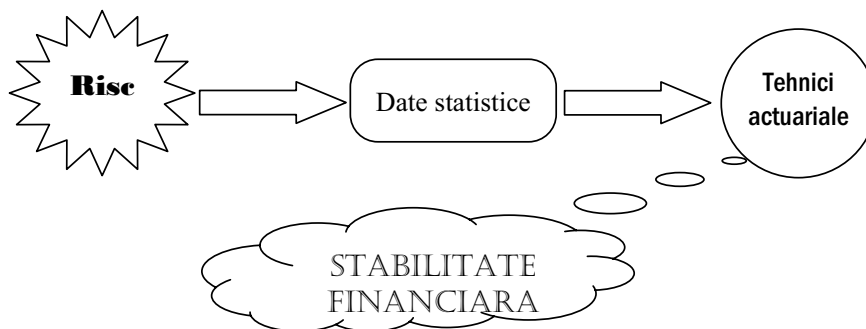 Risc
Date statistice
Tehnici
actuariale
STABILITATE
FINANCIARA